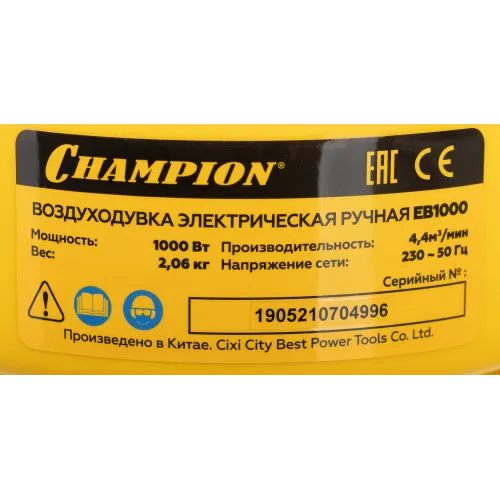 CHAMPION® EAC CE
ВОЗДУХОДУВКА ЭЛЕКТРИЧЕСКАЯ РУЧНАЯ EB1000
Мощность: 1000 Вт Производительность: 4,4м³/мин
Вес: 2,06 кг Напряжение сети: 230 ~ 50 Гц
Серийный № :
1905210704996
Произведено в Китае. Cixi City Best Power Tools Co. Ltd.